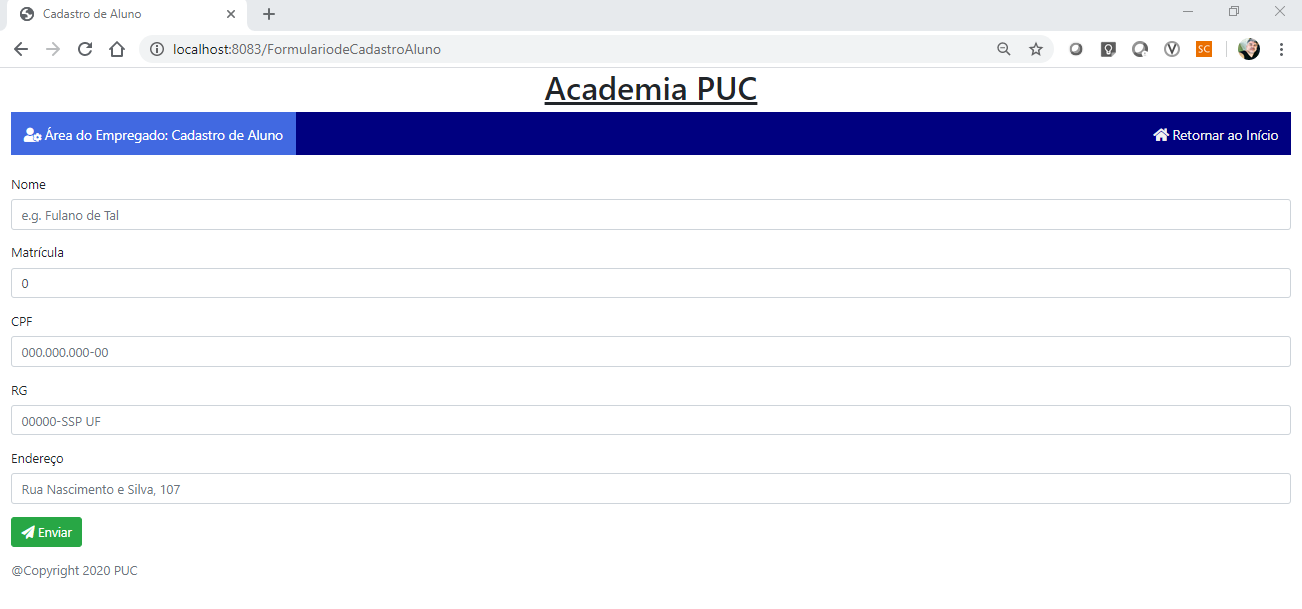 Cadastro de Aluno
localhost:8083/FormulariodeCadastroAluno
SC
Academia PUC
Área do Empregado: Cadastro de Aluno
Retornar ao Início
Nome
e.g. Fulano de Tal
Matrícula
0
CPF
000.000.000-00
RG
00000-SSP UF
Endereço
Rua Nascimento e Silva, 107
Enviar
@Copyright 2020 PUC